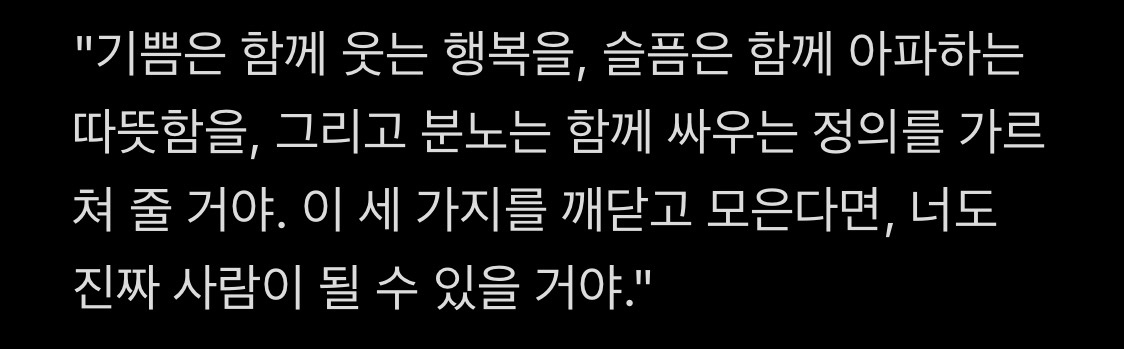 "기쁨은 함께 웃는 행복을, 슬픔은 함께 아파하는
따뜻함을, 그리고 분노는 함께 싸우는 정의를 가르
쳐 줄 거야. 이 세 가지를 깨닫고 모은다면, 너도
진짜 사람이 될 수 있을 거야."